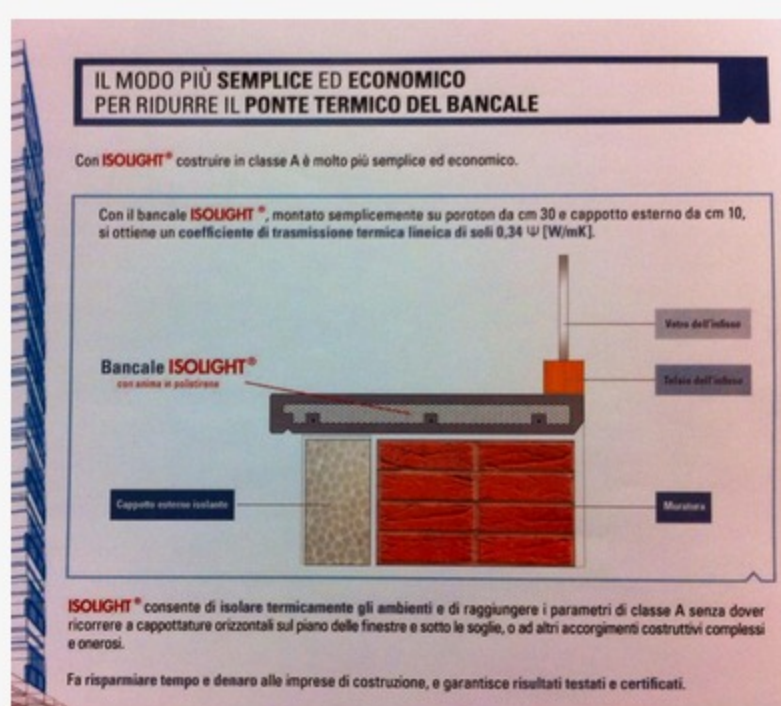 IL MODO PIÙ SEMPLICE ED ECONOMICO
PER RIDURRE IL PONTE TERMICO DEL BANCALE
Con ISOLIGHT® costruire in classe A è molto più semplice ed economico.
Con il bancale ISOLIGHT ®, montato semplicemente su poroton da cm 30 e cappotto esterno da cm 10,
si ottiene un coefficiente di trasmissione termica lineica di soli 0,34 Ψ [W/mK].
Vetro dell'infisso
Bancale ISOLIGHT®
con anima in polistirene
Telaio dell'infisso
Cappotto esterno isolante
Muratura
ISOLIGHT® consente di isolare termicamente gli ambienti e di raggiungere i parametri di classe A senza dover
ricorrere a cappottature orizzontali sul piano delle finestre e sotto le soglie, o ad altri accorgimenti costruttivi complessi
e onerosi.
Fa risparmiare tempo e denaro alle imprese di costruzione, e garantisce risultati testati e certificati.